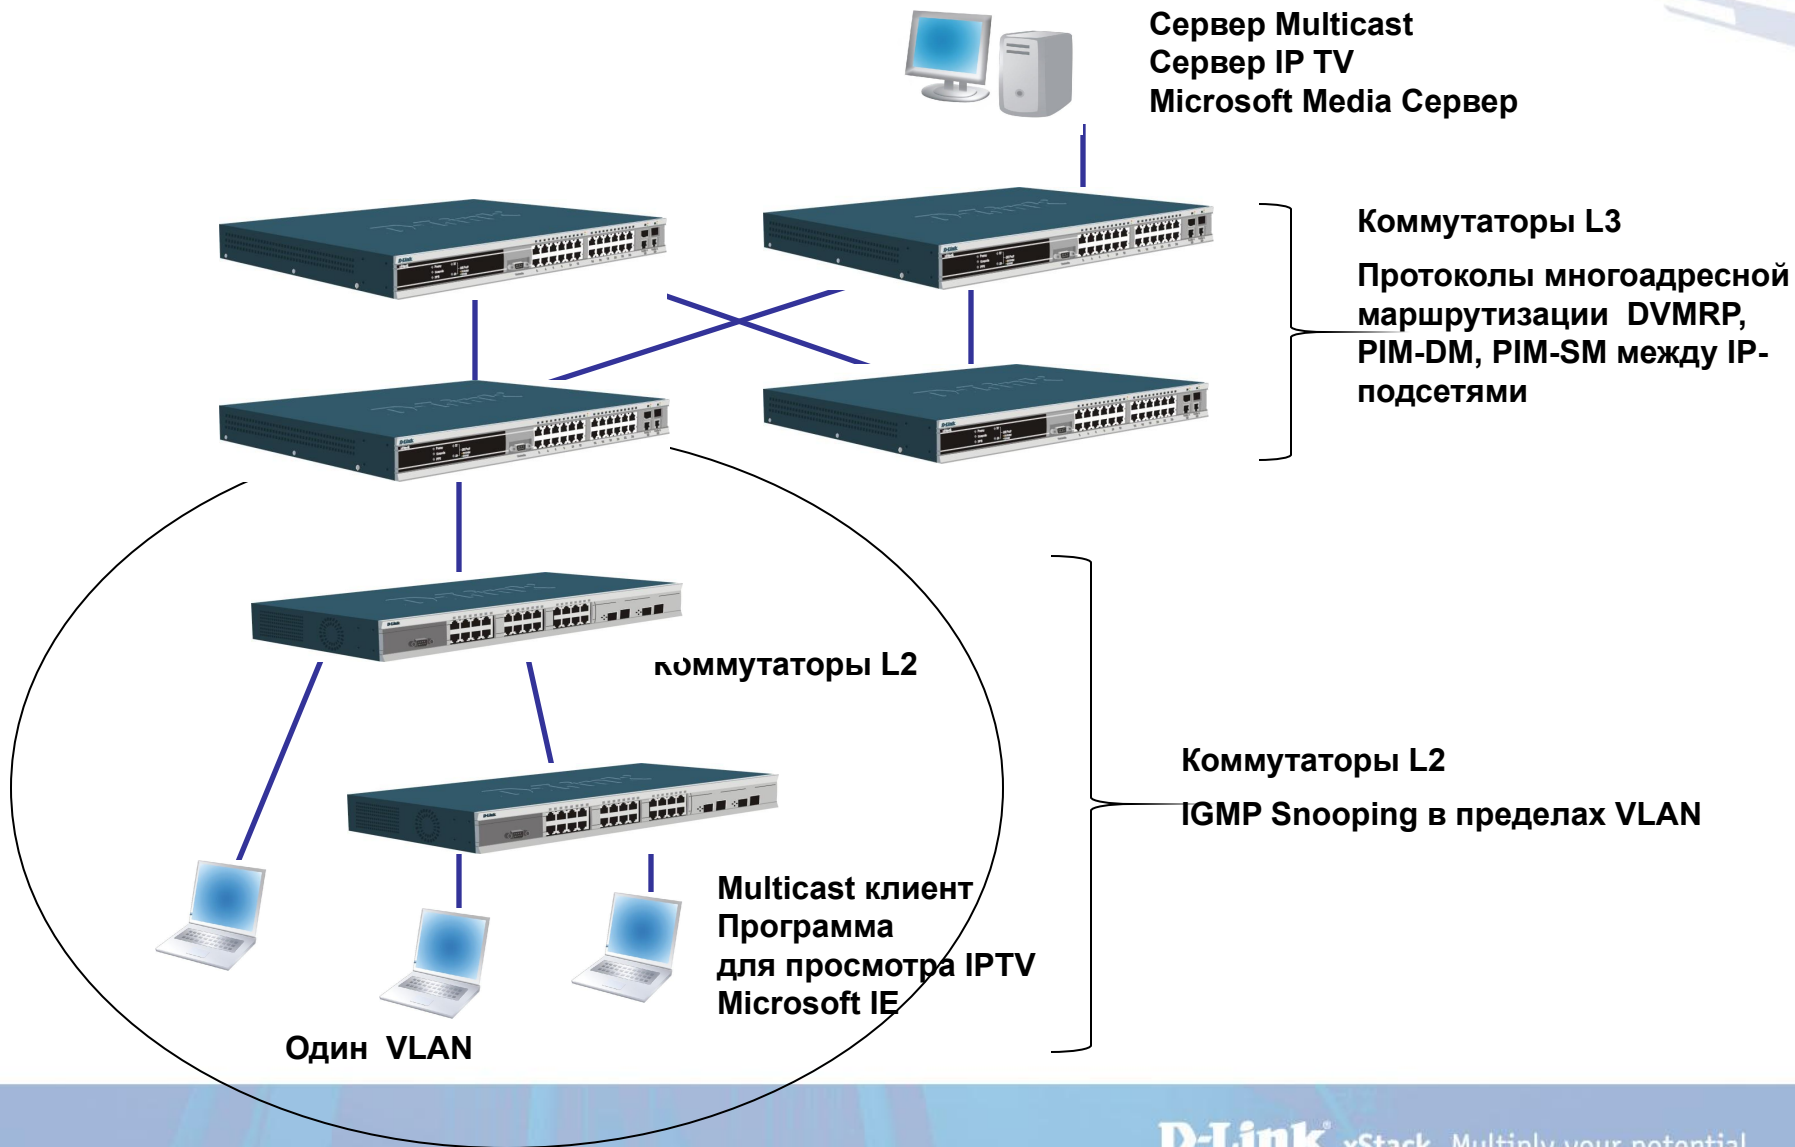 Сервер Multicast
Сервер IP TV
Microsoft Media Сервер
Коммутаторы L3
Протоколы многоадресной
маршрутизации DVMRP,
PIM-DM, PIM-SM между IP-
подсетями
Коммутаторы L2
Коммутаторы L2
IGMP Snooping в пределах VLAN
Multicast клиент
Программа
для просмотра IPTV
Microsoft IE
Один VLAN
D-Link® xStack Multiply your potential